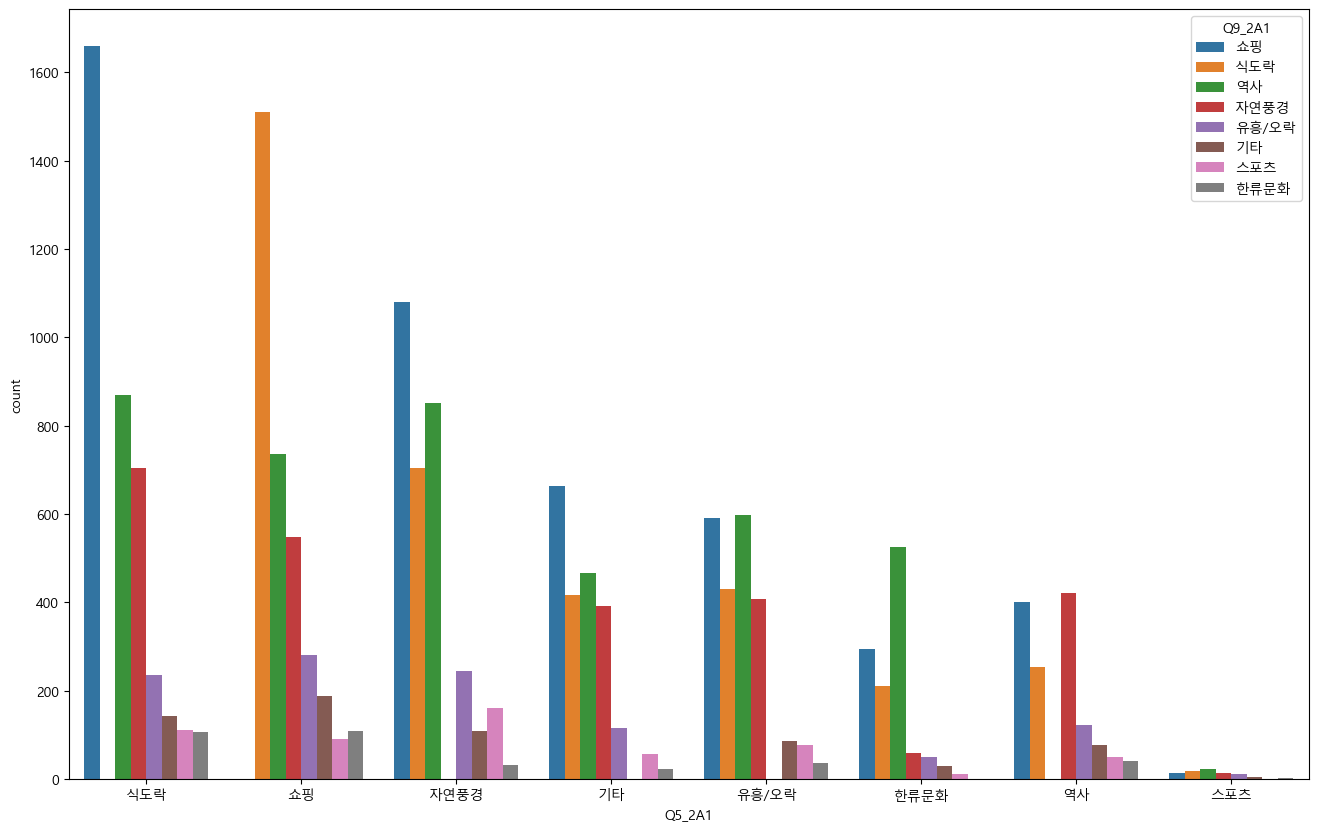 Q9_2A1
쇼핑
식도락
역사
자연풍경
유흥/오락
기타
스포츠
한류문화
1600
1400
1200
1000
800
600
400
200
0
count
식도락 쇼핑 자연풍경 기타 유흥/오락 한류문화 역사 스포츠
Q5_2A1